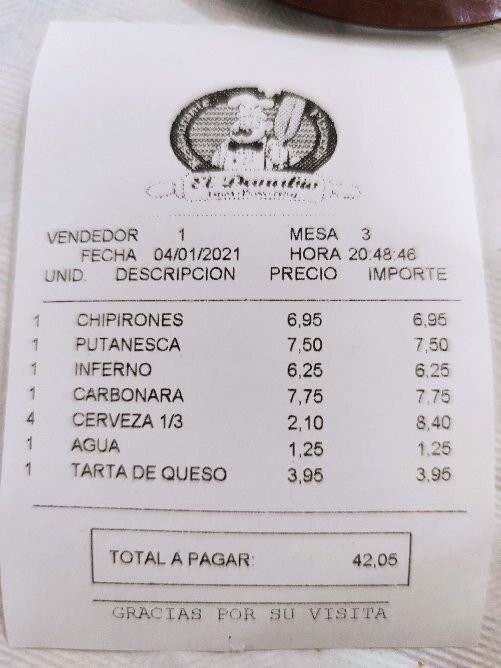 El Danubio
VENDEDOR 1 MESA 3
FECHA 04/01/2021 HORA 20:48:46
UNID. DESCRIPCION PRECIO IMPORTE
1 CHIPIRONES 6,95 6,95
1 PUTANESCA 7,50 7,50
1 INFERNO 6,25 6,25
1 CARBONARA 7,75 7,75
4 CERVEZA 1/3 2,10 8,40
1 AGUA 1,25 1,25
1 TARTA DE QUESO 3,95 3,95
TOTAL A PAGAR: 42,05
GRACIAS POR SU VISITA